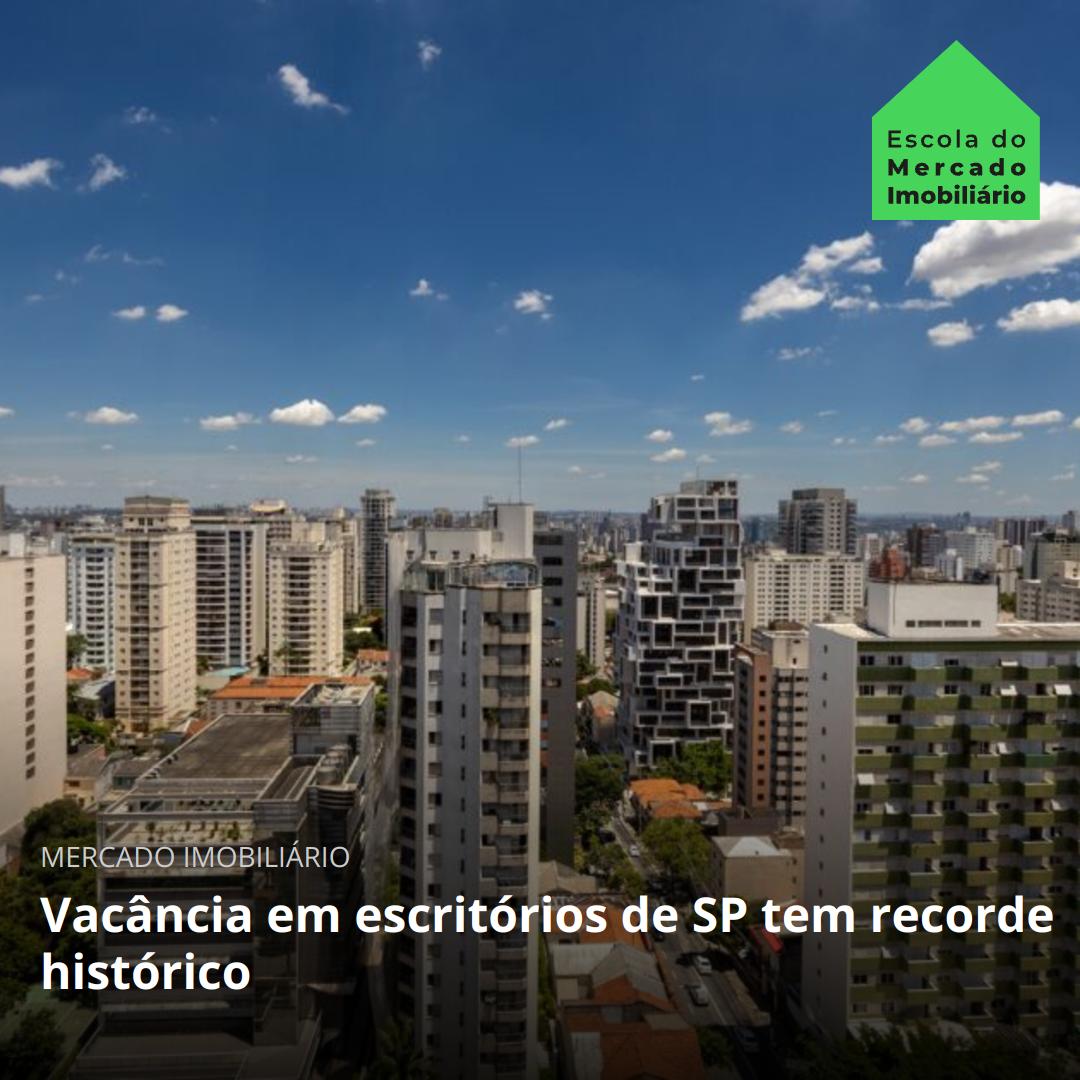 Escola do
Mercado
Imobiliário
MERCADO IMOBILIÁRIO
Vacância em escritórios de SP tem recorde
histórico